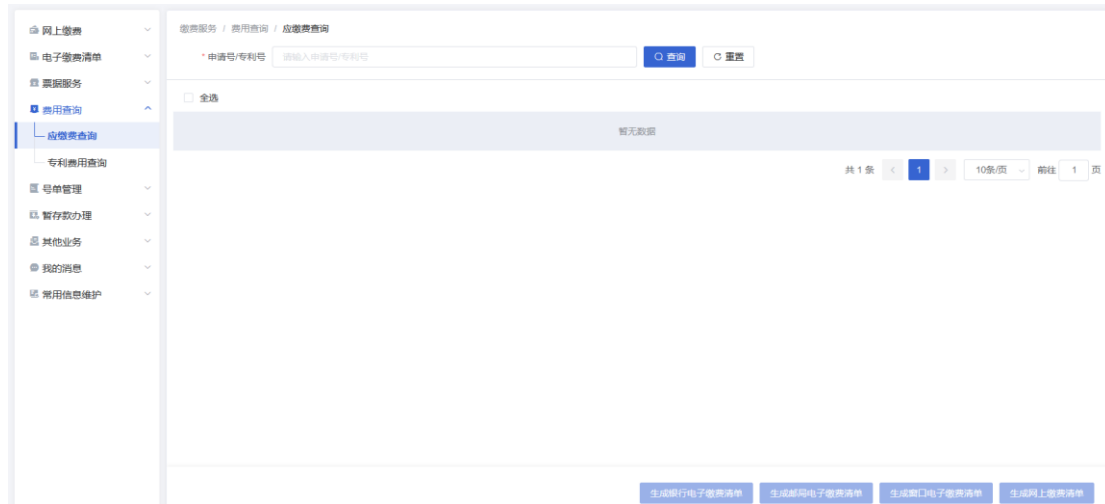 网上缴费
电子缴费清单
票据服务
费用查询
应缴费查询
专利费用查询
号单管理
暂存款办理
其他业务
我的消息
常用信息维护
缴费服务 / 费用查询 / 应缴费查询
* 申请号/专利号 请输入申请号/专利号 查询 重置
全选
暂无数据
共 1 条 < 1 > 10条/页 前往 1 页
生成银行电子缴费清单 生成邮局电子缴费清单 生成窗口电子缴费清单 生成网上缴费清单